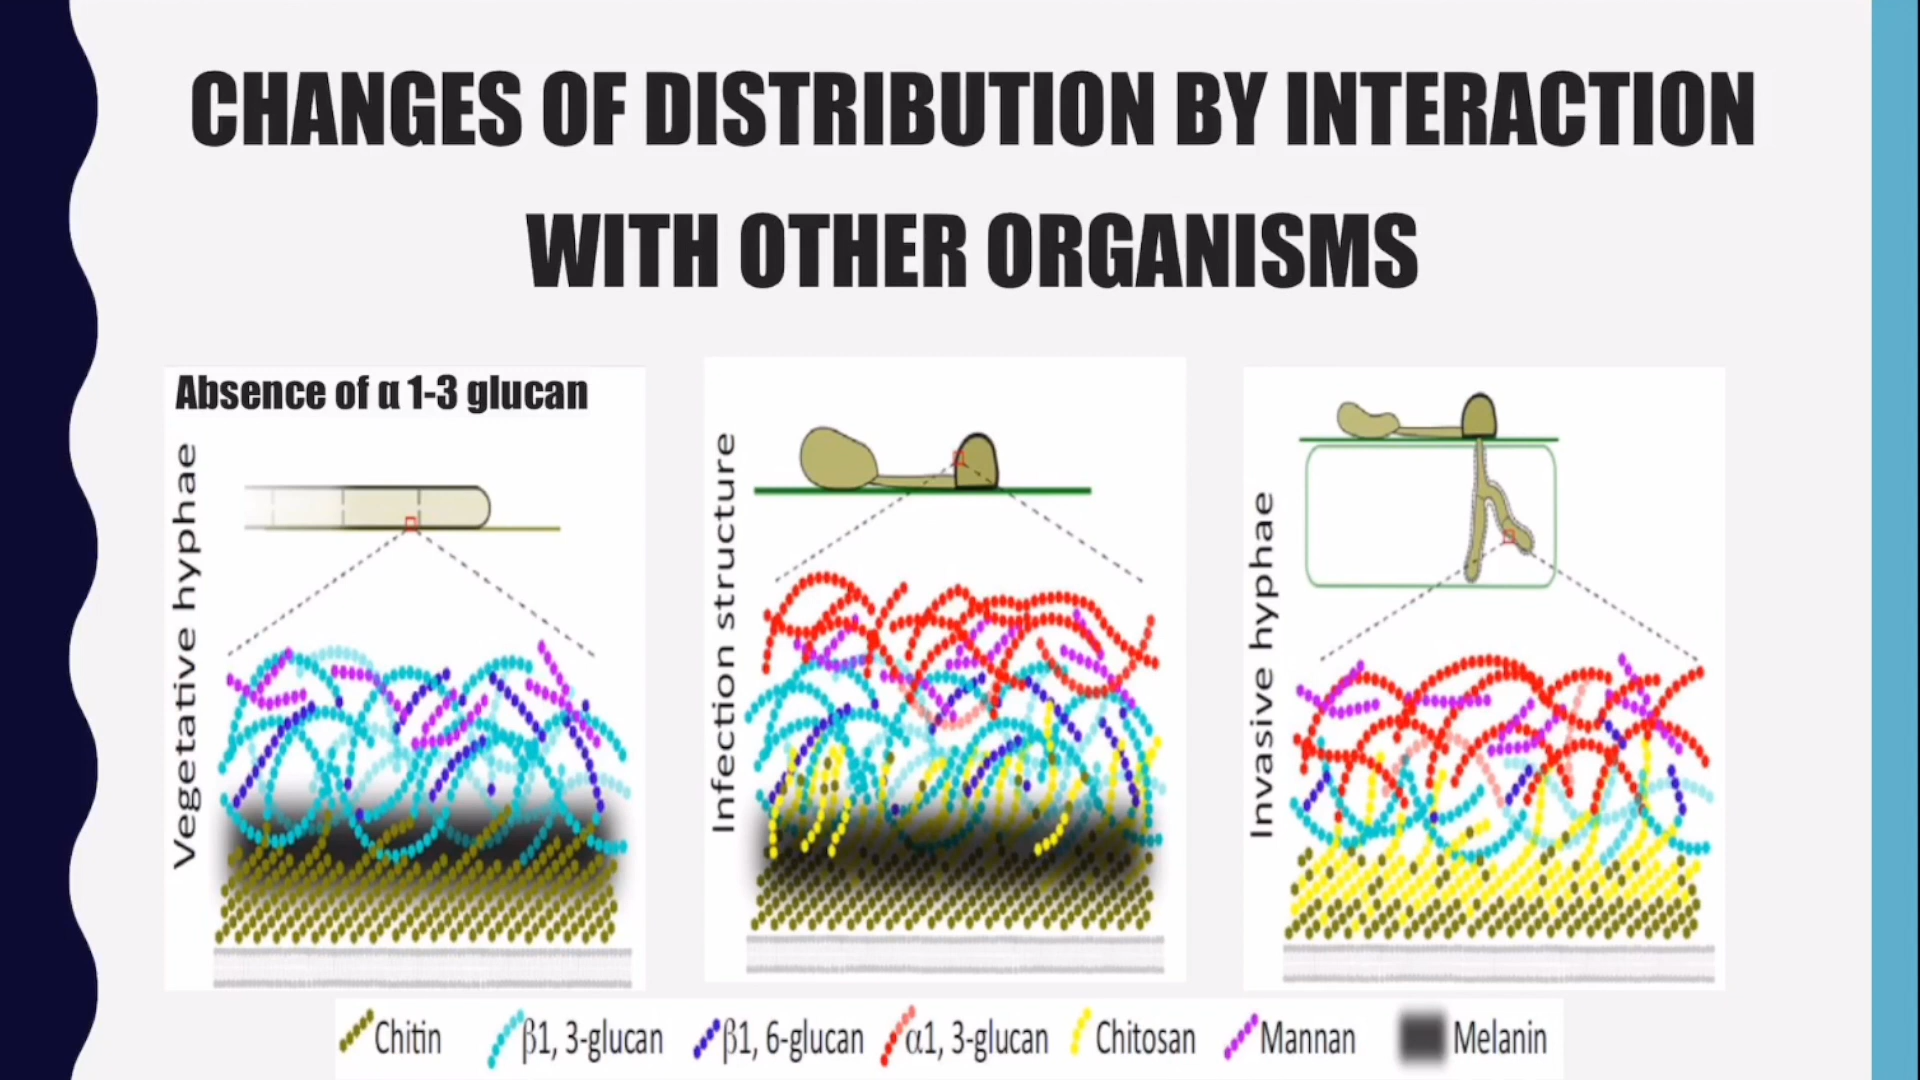 CHANGES OF DISTRIBUTION BY INTERACTION
WITH OTHER ORGANISMS
Absence of α 1-3 glucan
Vegetative hyphae
Infection structure
Invasive hyphae
Chitin
β1, 3-glucan
β1, 6-glucan
α1, 3-glucan
Chitosan
Mannan
Melanin